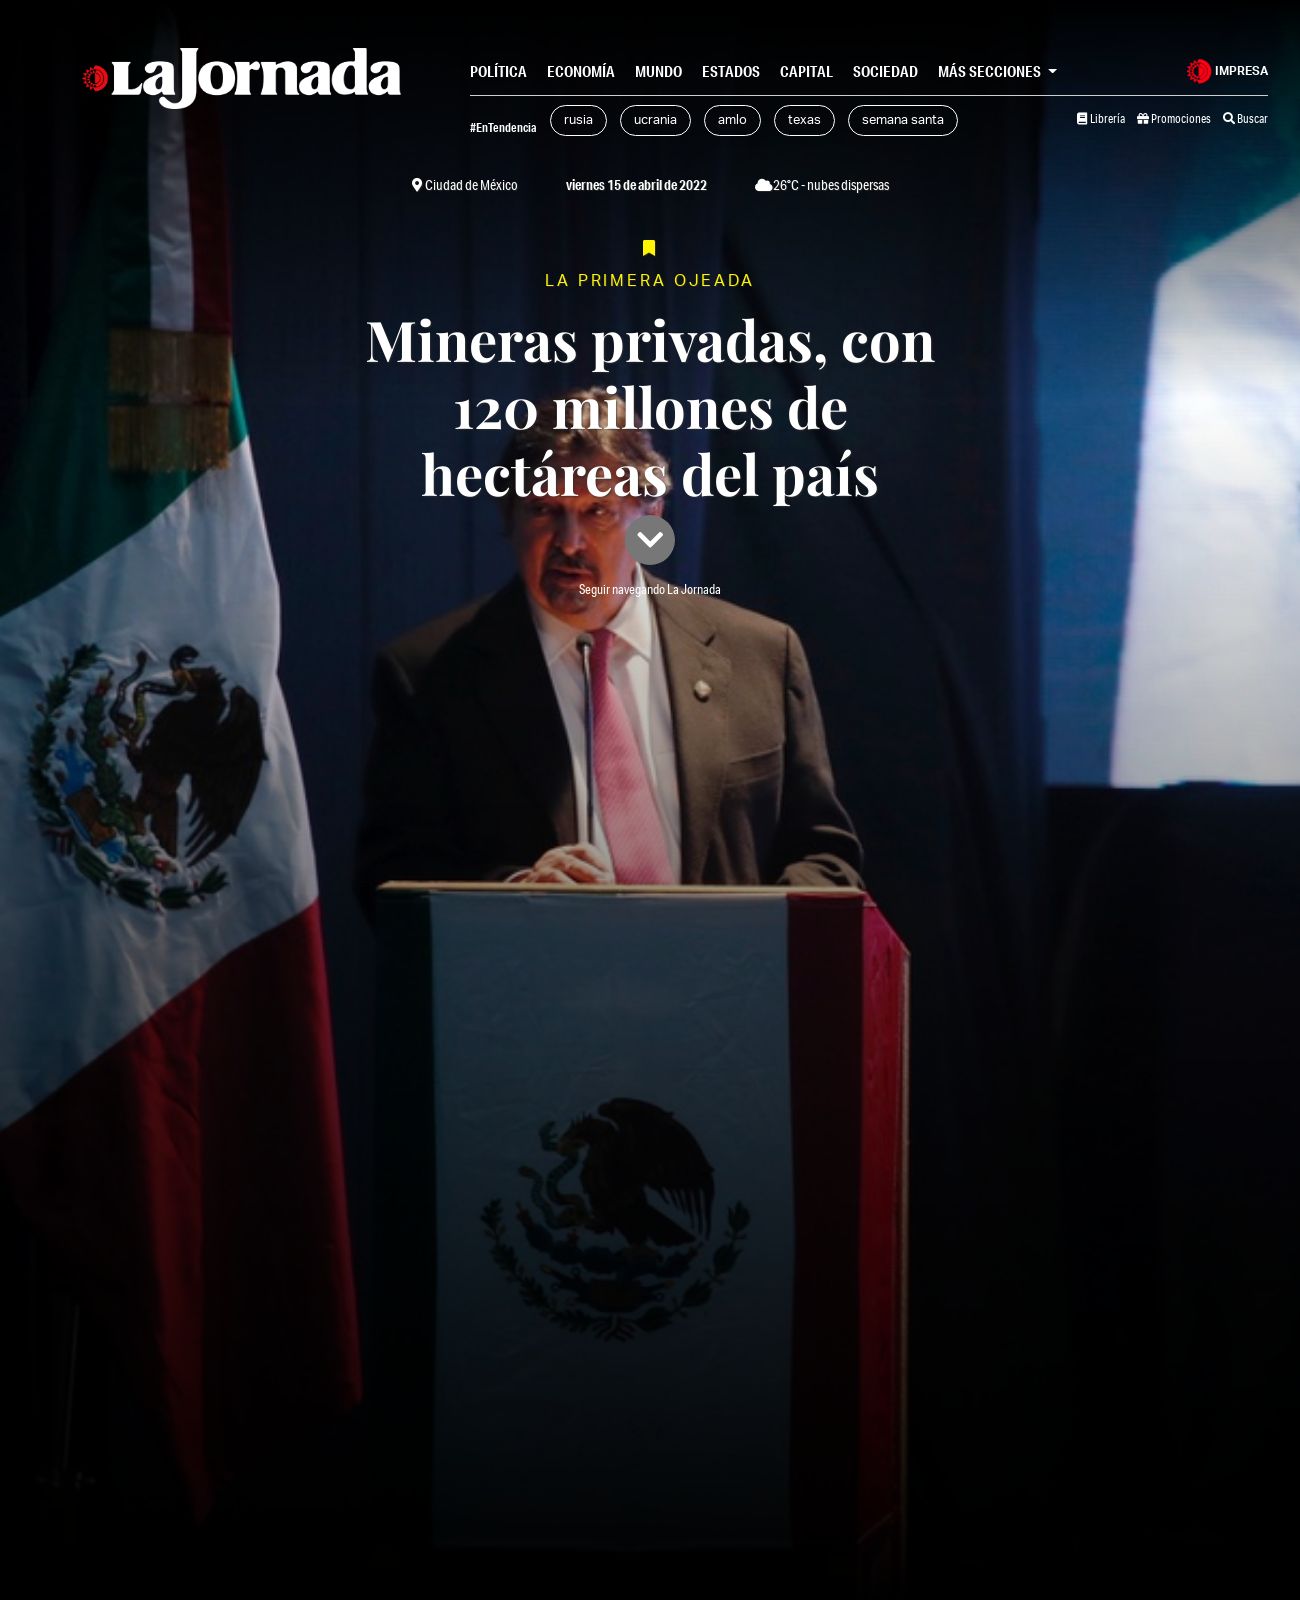 LaJornada
POLÍTICA ECONOMÍA MUNDO ESTADOS CAPITAL SOCIEDAD MÁS SECCIONES
IMPRESA
#EnTendencia rusia ucrania amlo texas semana santa
Librería Promociones Buscar
Ciudad de México viernes 15 de abril de 2022 26°C - nubes dispersas
LA PRIMERA OJEADA
Mineras privadas, con
120 millones de
hectáreas del país
Seguir navegando La Jornada